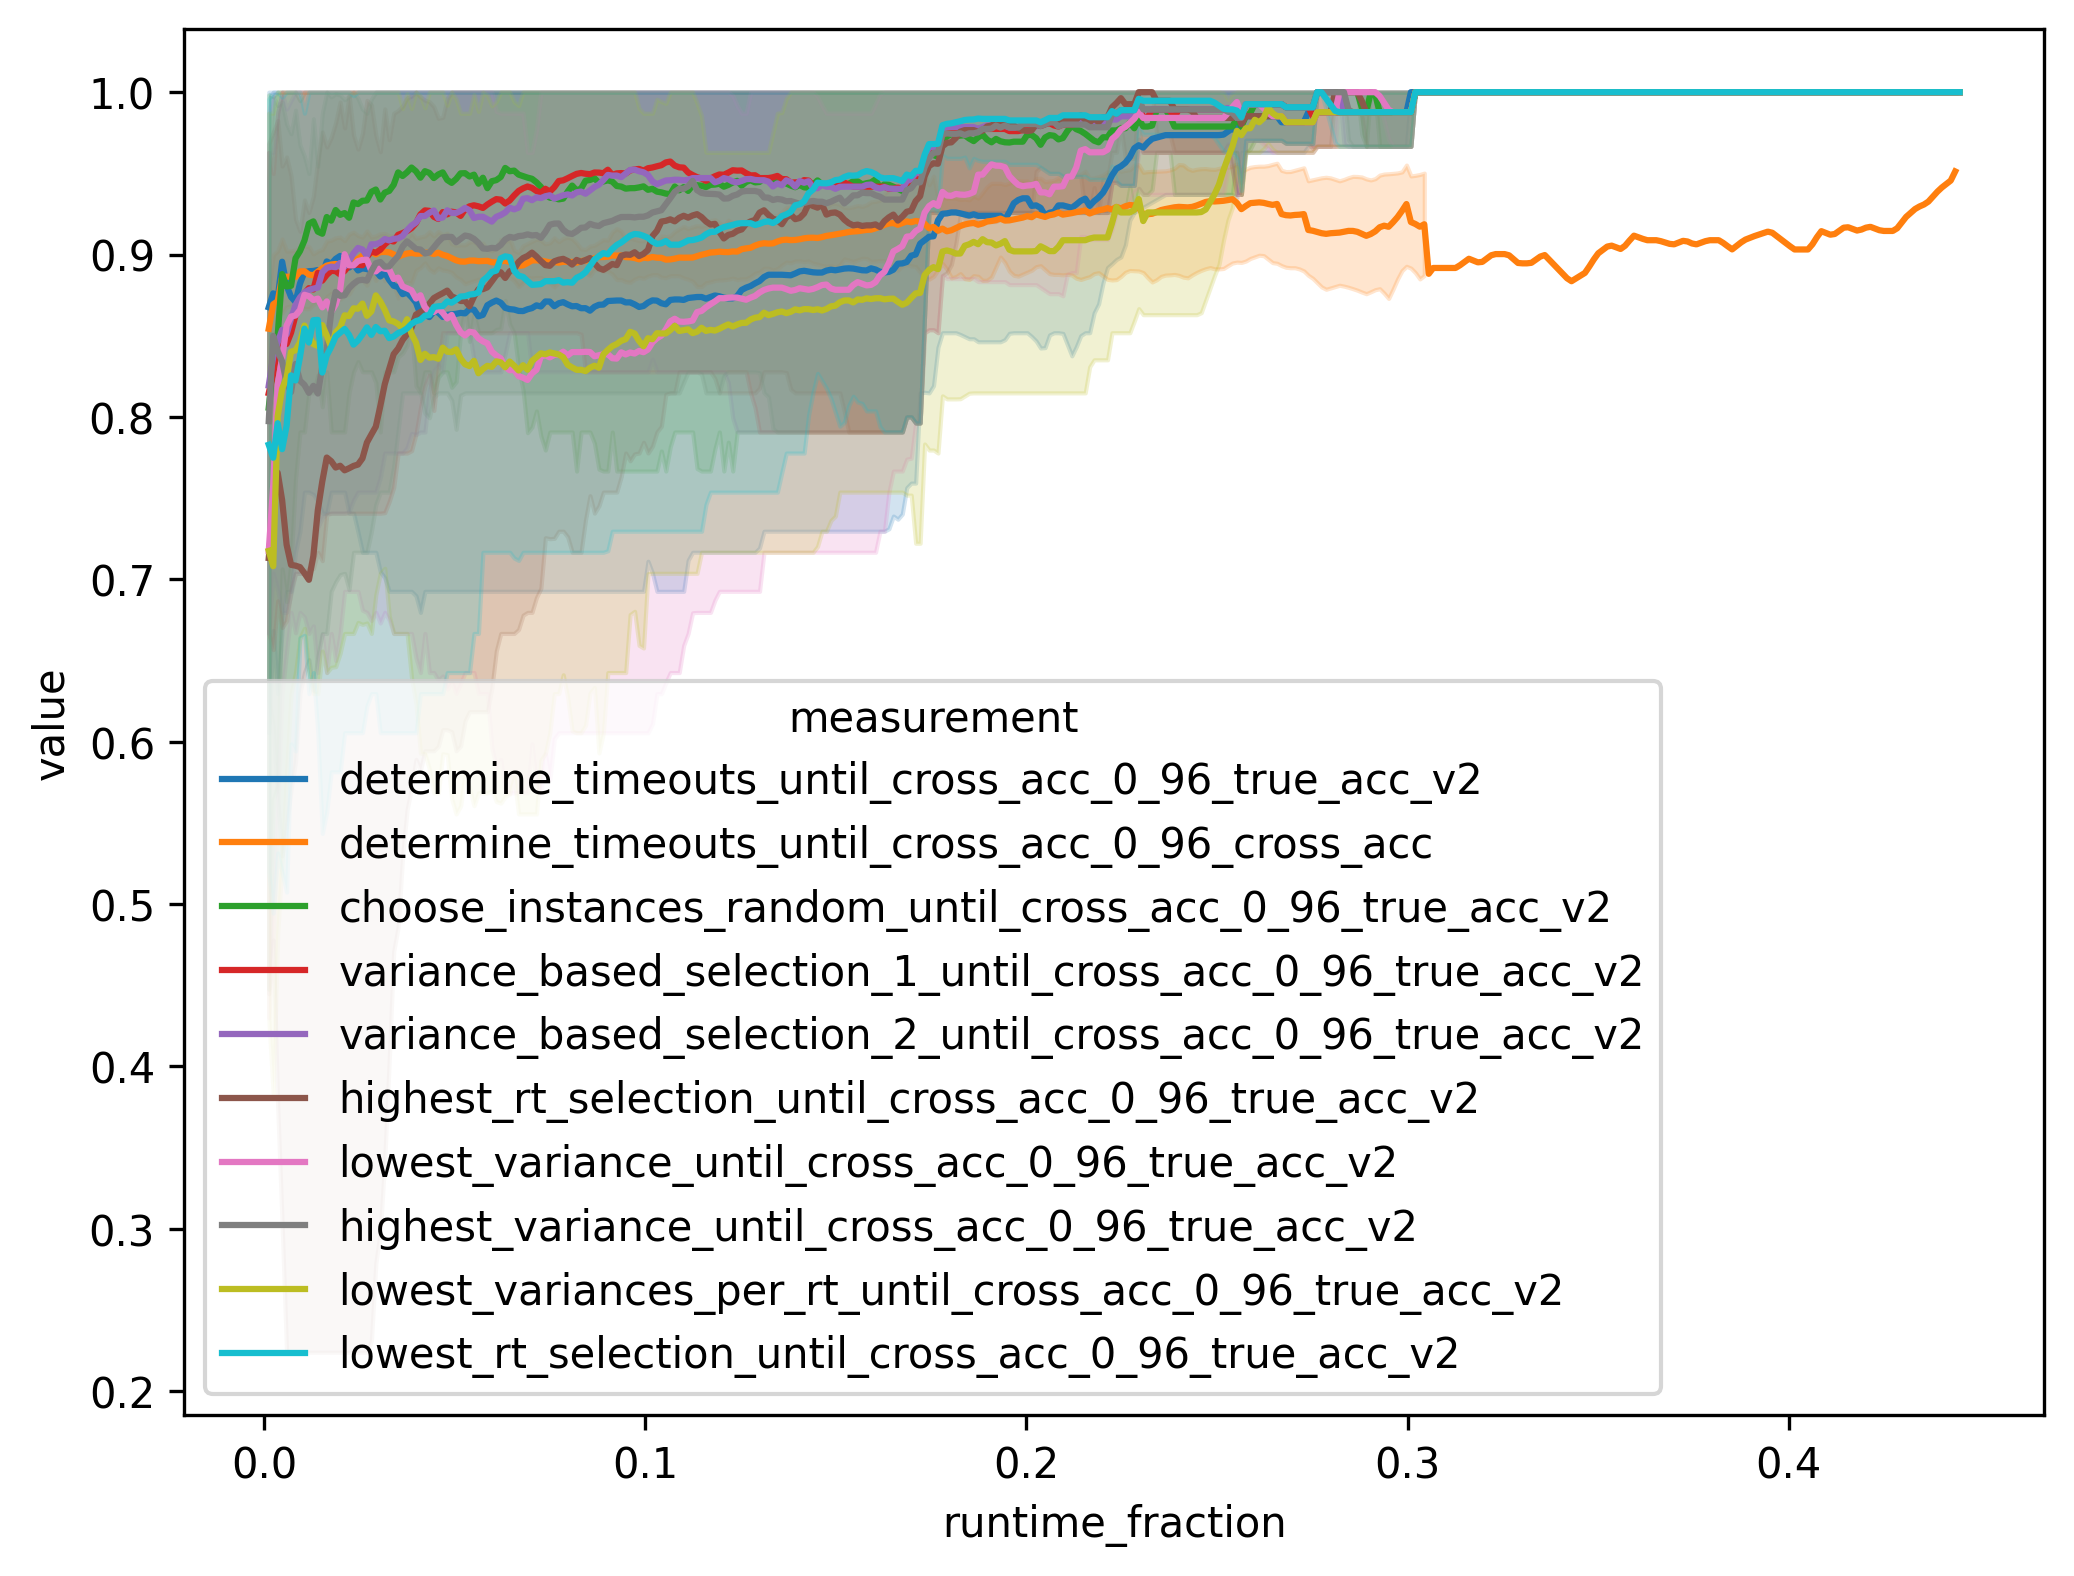 1.0
0.9
0.8
0.7
0.6
0.5
0.4
0.3
0.2
value
measurement
determine_timeouts_until_cross_acc_0_96_true_acc_v2
determine_timeouts_until_cross_acc_0_96_cross_acc
choose_instances_random_until_cross_acc_0_96_true_acc_v2
variance_based_selection_1_until_cross_acc_0_96_true_acc_v2
variance_based_selection_2_until_cross_acc_0_96_true_acc_v2
highest_rt_selection_until_cross_acc_0_96_true_acc_v2
lowest_variance_until_cross_acc_0_96_true_acc_v2
highest_variance_until_cross_acc_0_96_true_acc_v2
lowest_variances_per_rt_until_cross_acc_0_96_true_acc_v2
lowest_rt_selection_until_cross_acc_0_96_true_acc_v2
0.0 0.1 0.2 0.3 0.4
runtime_fraction